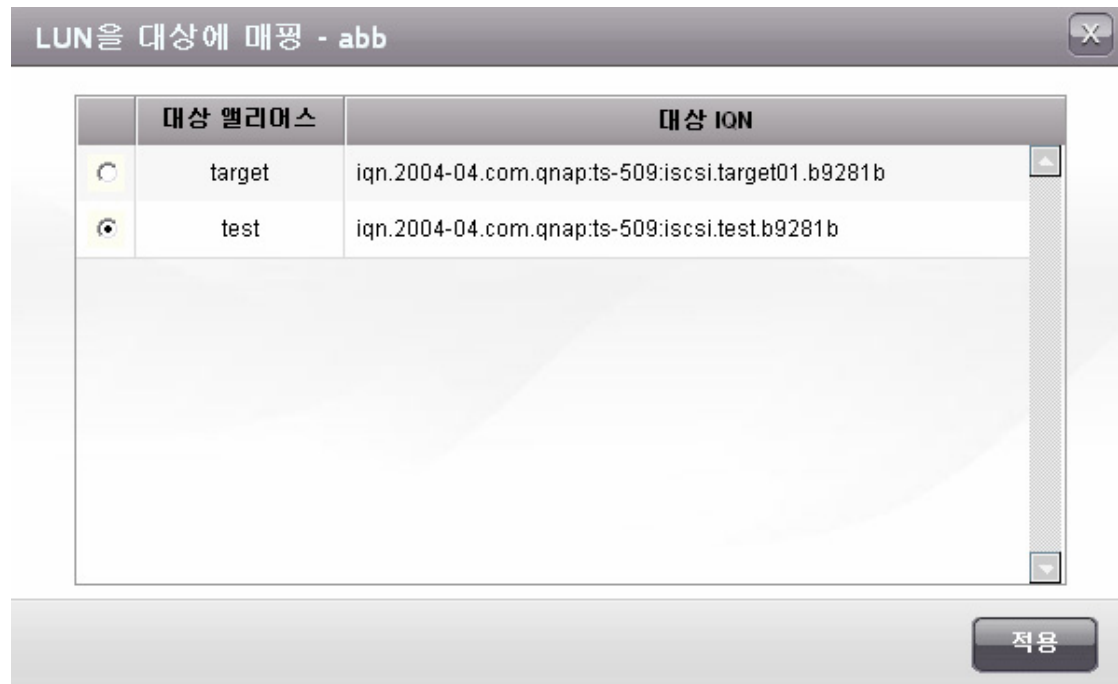 LUN을 대상에 매핑 - abb
대상 앨리어스 대상 IQN
target iqn.2004-04.com.qnap:ts-509:iscsi.target01.b9281b
test iqn.2004-04.com.qnap:ts-509:iscsi.test.b9281b
적용